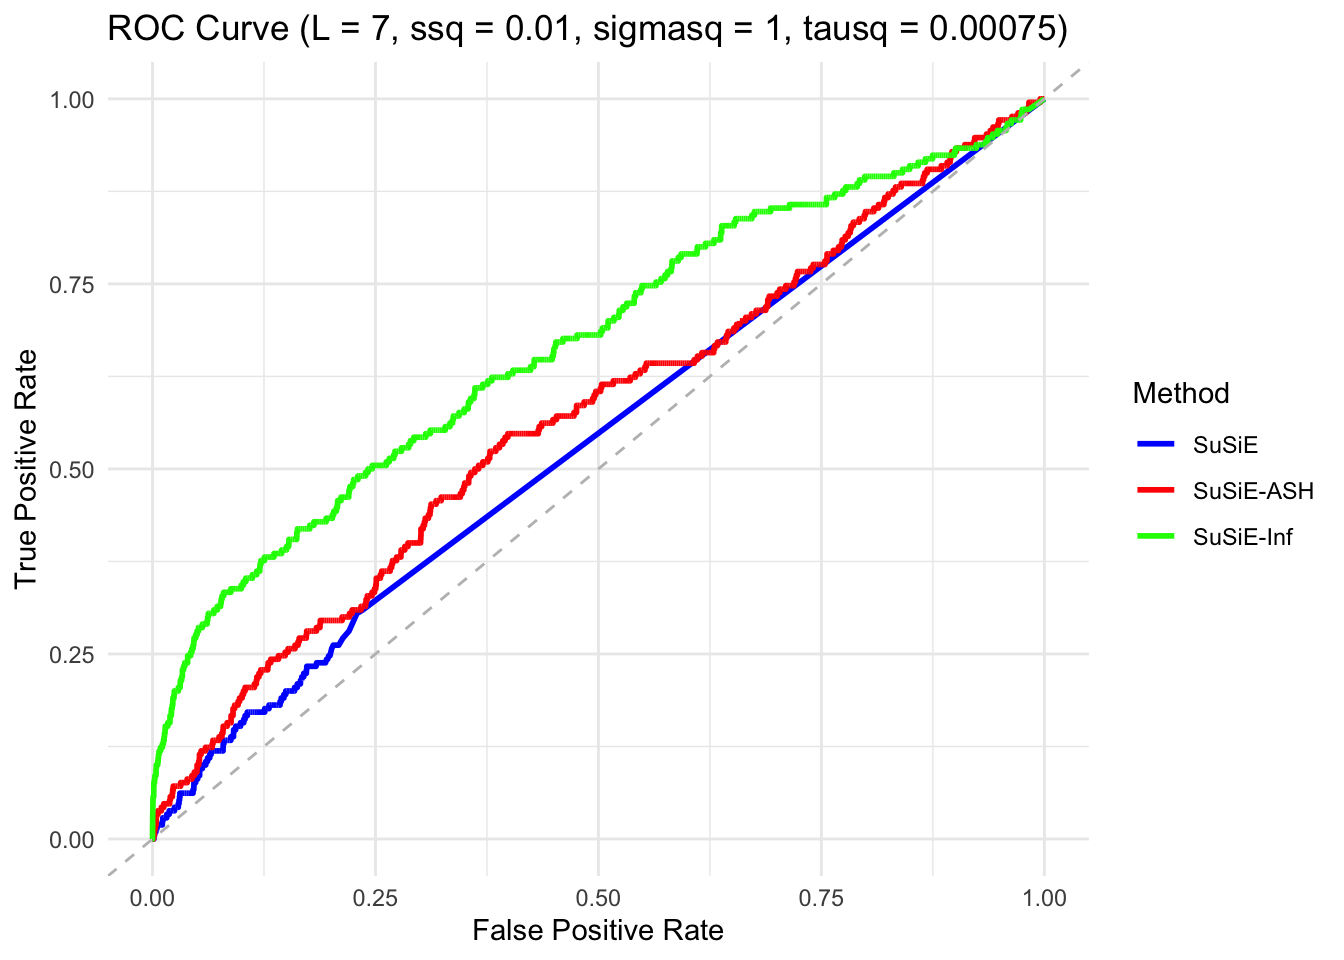 ROC Curve (L = 7, ssq = 0.01, sigmasq = 1, tausq = 0.00075)
1.00
0.75
0.50
0.25
0.00
True Positive Rate
0.00 0.25 0.50 0.75 1.00
False Positive Rate
Method
SuSiE
SuSiE-ASH
SuSiE-Inf